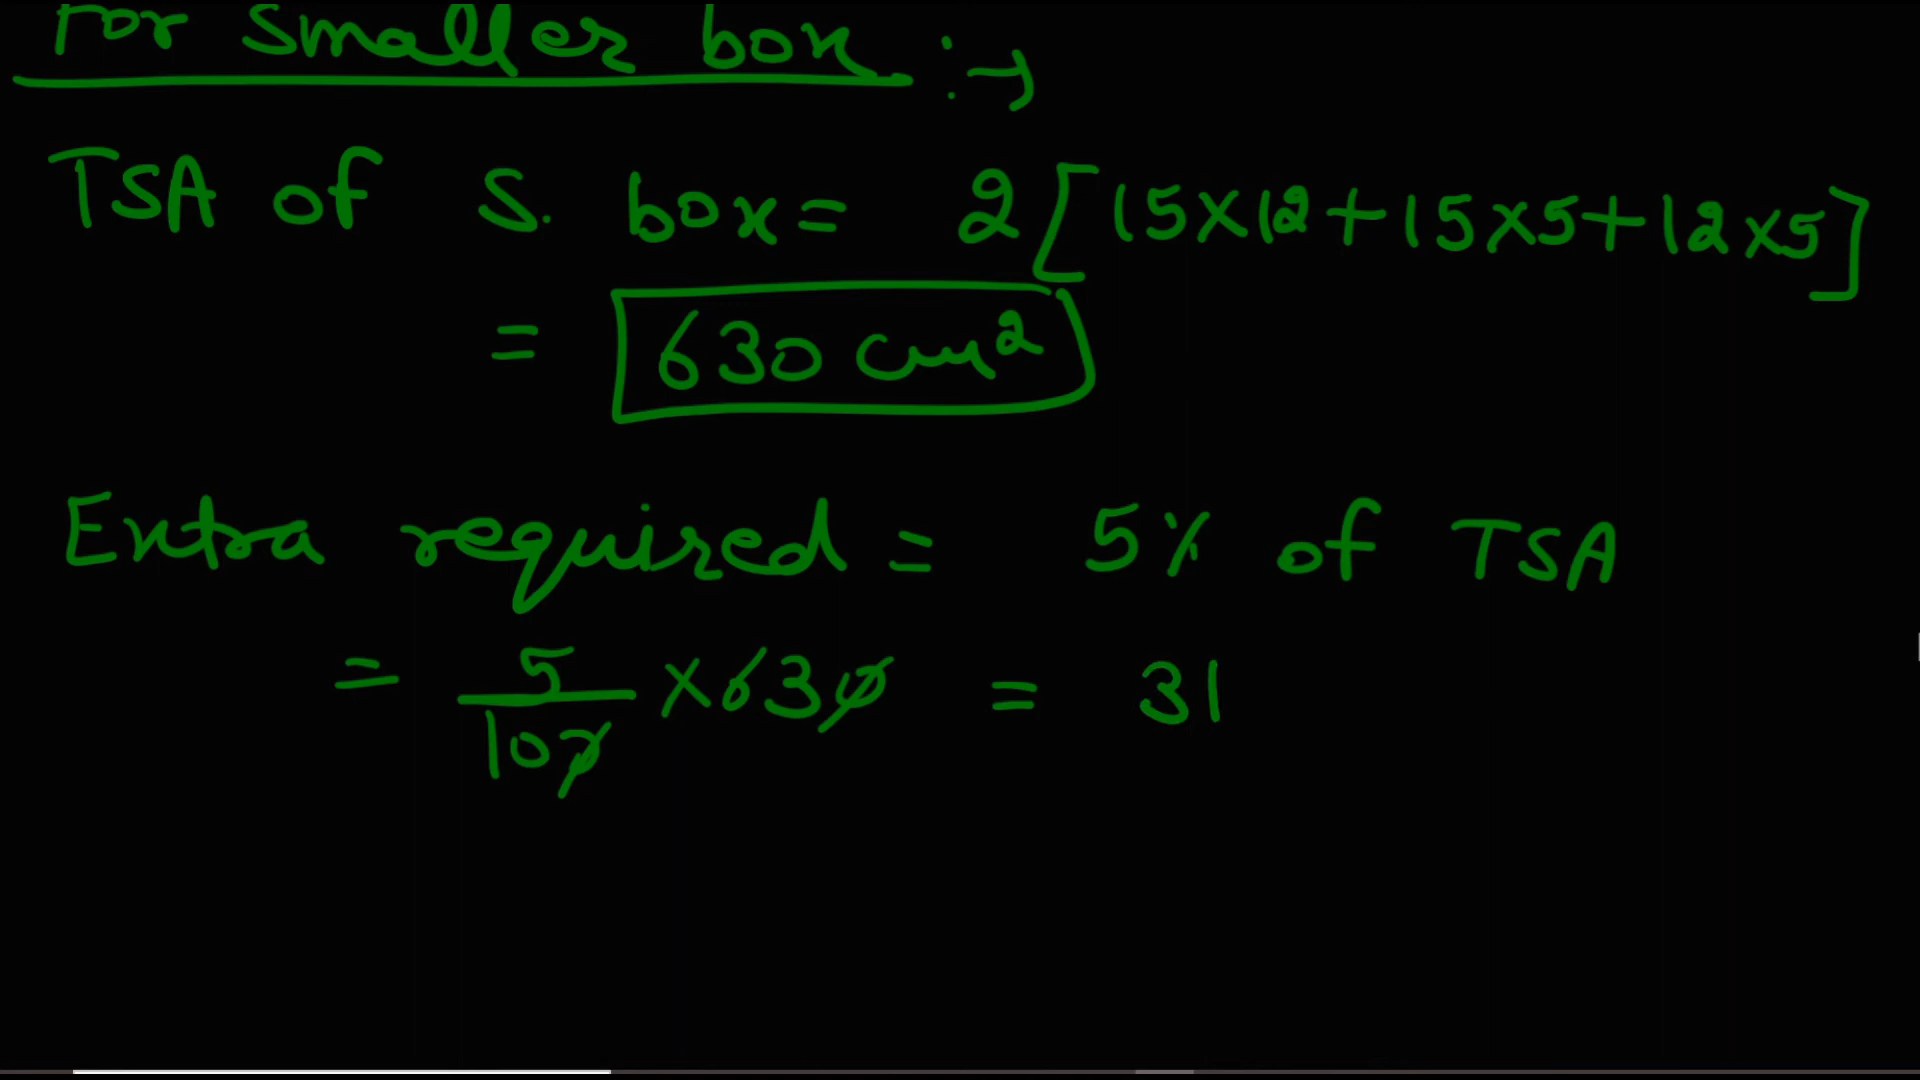 For smaller box :→
TSA of S. box = 2[15×12+15×5+12×5]
= 630 cm²
Extra required = 5% of TSA
= 5/100 ×630 = 31